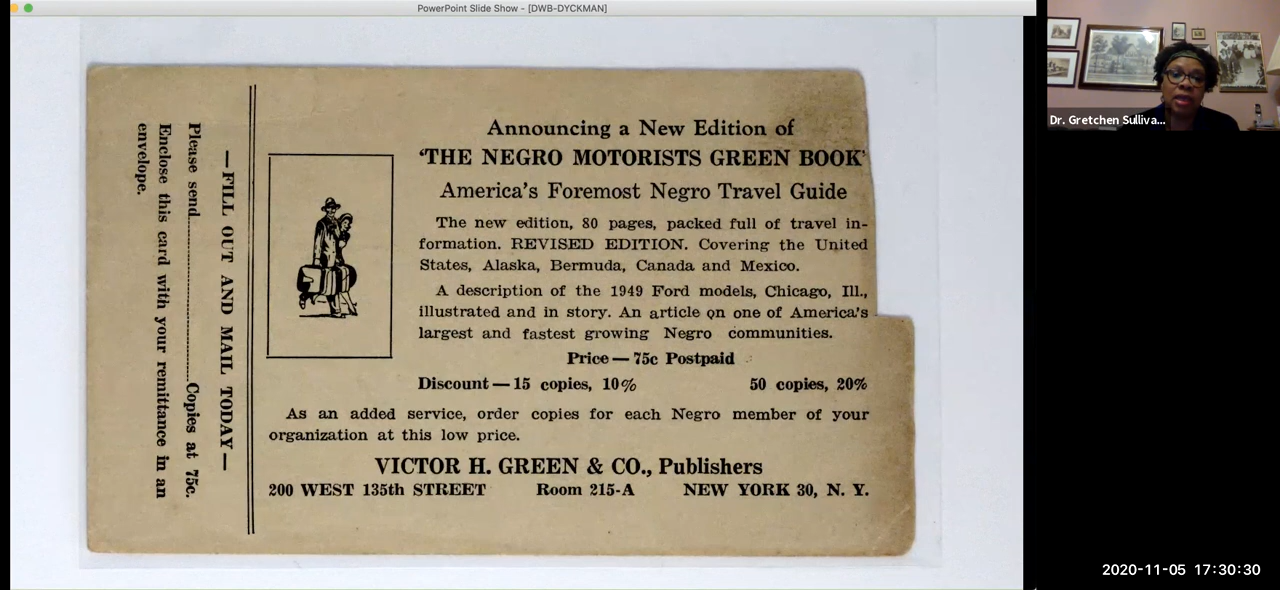 PowerPoint Slide Show - [DWB-DYCKMAN]
—FILL OUT AND MAIL TODAY—
Please send..............................Copies at 75c.
Enclose this card with your remittance in an
envelope.
Announcing a New Edition of
'THE NEGRO MOTORISTS GREEN BOOK'
America's Foremost Negro Travel Guide
The new edition, 80 pages, packed full of travel in-
formation. REVISED EDITION. Covering the United
States, Alaska, Bermuda, Canada and Mexico.
A description of the 1949 Ford models, Chicago, Ill.,
illustrated and in story. An article on one of America's
largest and fastest growing Negro communities.
Price — 75c Postpaid
Discount — 15 copies, 10% 50 copies, 20%
As an added service, order copies for each Negro member of your
organization at this low price.
VICTOR H. GREEN & CO., Publishers
200 WEST 135th STREET Room 215-A NEW YORK 30, N. Y.
Dr. Gretchen Sulliva...
2020-11-05 17:30:30